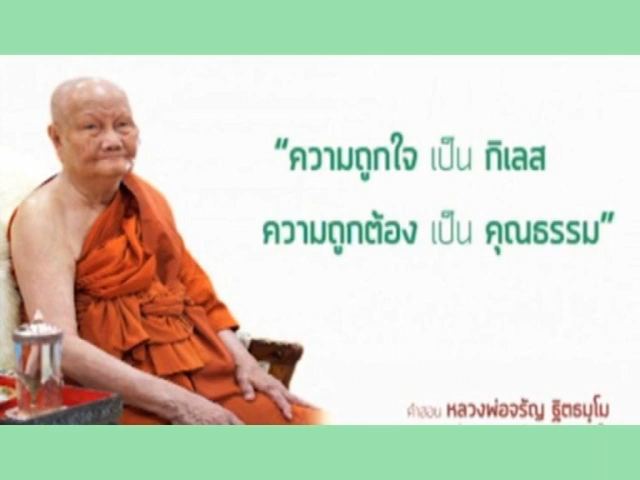 “ความถูกใจ เป็น กิเลส
ความถูกต้อง เป็น คุณธรรม”
คำสอน หลวงพ่อจรัญ ฐิตธมฺโม